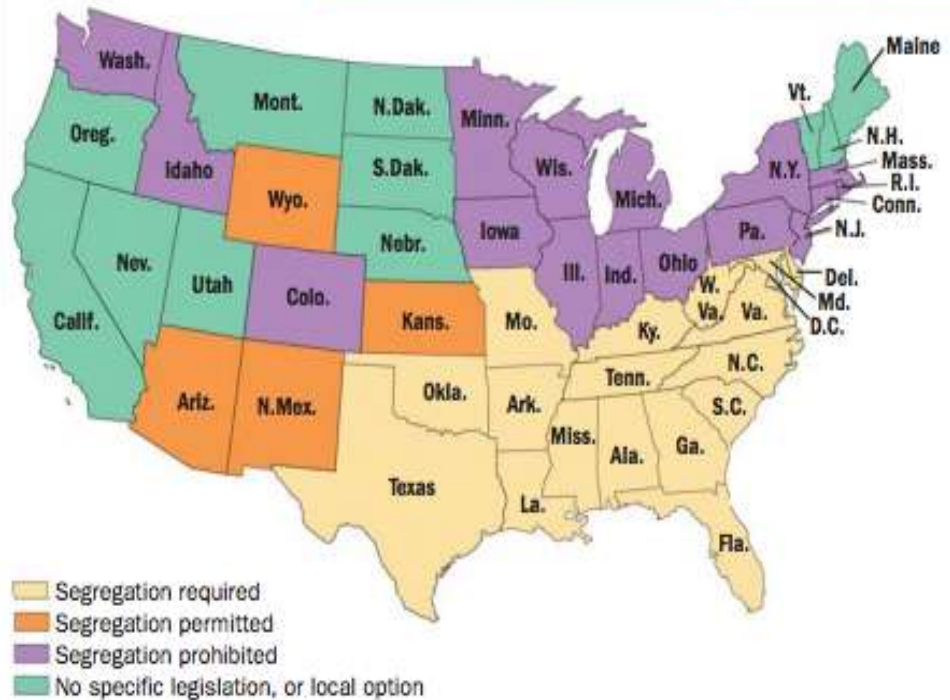 Wash.
Maine
Vt.
Mont.
N.Dak.
Minn.
Oreg.
N.H.
Idaho
S.Dak.
Wis.
N.Y.
Mass.
R.I.
Conn.
Wyo.
Mich.
Iowa
Pa.
N.J.
Nebr.
Nev.
Utah
Colo.
Ill.
Ind.
Ohio
Del.
W.
Va.
Md.
D.C.
Calif.
Kans.
Mo.
Ky.
Va.
Ariz.
N.Mex.
Okla.
Ark.
Tenn.
N.C.
S.C.
Miss.
Ala.
Ga.
Texas
La.
Fla.
Segregation required
Segregation permitted
Segregation prohibited
No specific legislation, or local option